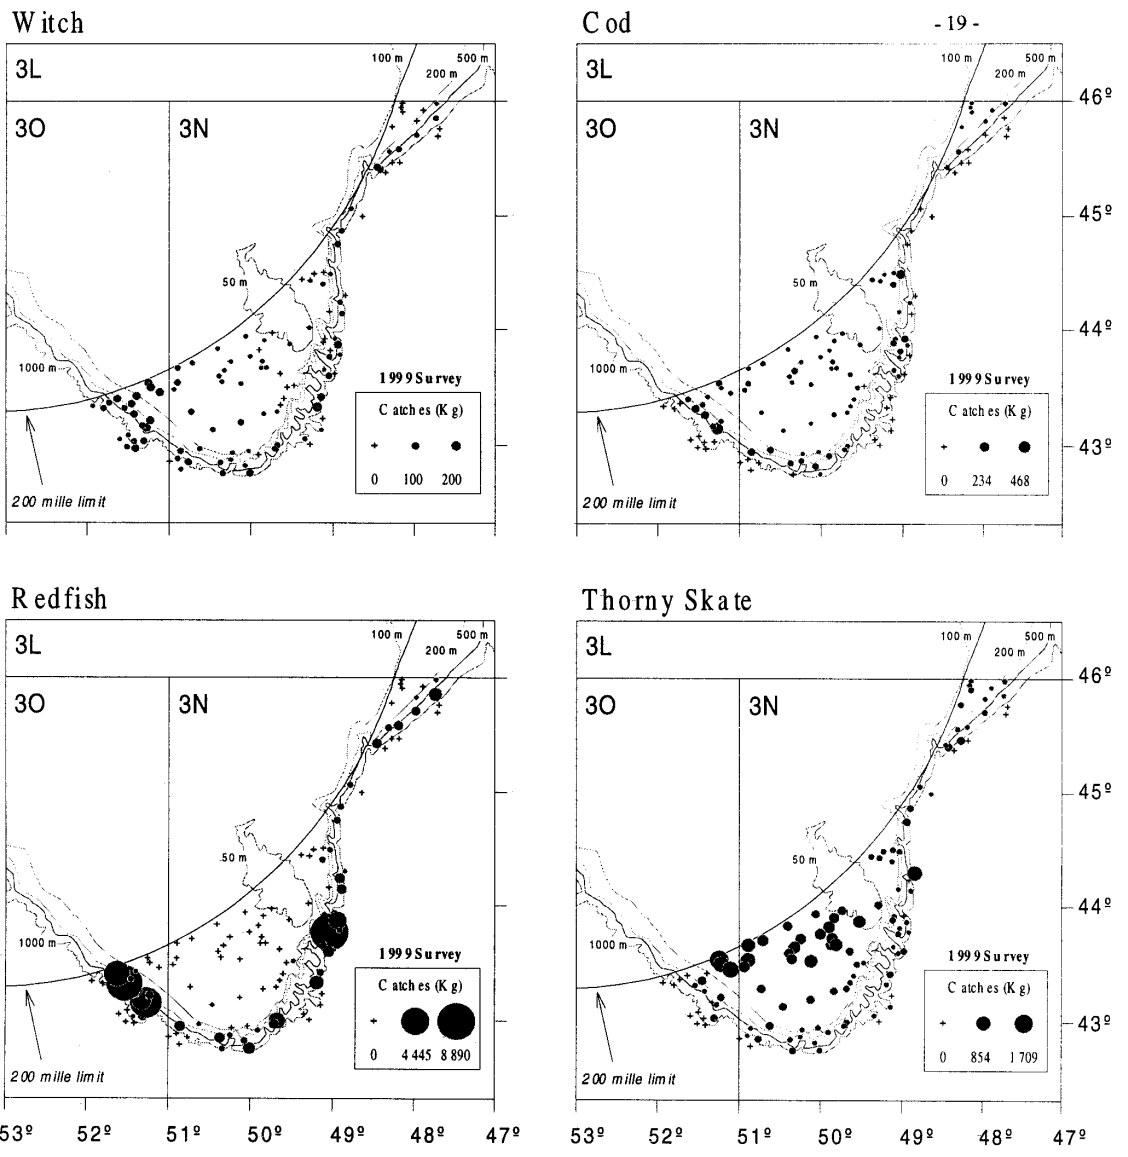 Witch
Cod
- 19 -
3L
100 m
200 m
500 m
3O
3N
50 m
1000 m
1999 Survey
Catches (Kg)
0 100 200
200 mille limit
3L
100 m
200 m
500 m
3O
3N
50 m
1000 m
1999 Survey
Catches (Kg)
0 234 468
200 mille limit
46º
45º
44º
43º
Redfish
Thorny Skate
3L
100 m
200 m
500 m
3O
3N
50 m
1000 m
1999 Survey
Catches (Kg)
0 4 445 8 890
200 mille limit
53º 52º 51º 50º 49º 48º 47º
3L
100 m
200 m
500 m
3O
3N
50 m
1000 m
1999 Survey
Catches (Kg)
0 854 1 709
200 mille limit
46º
45º
44º
43º
53º 52º 51º 50º 49º 48º 47º